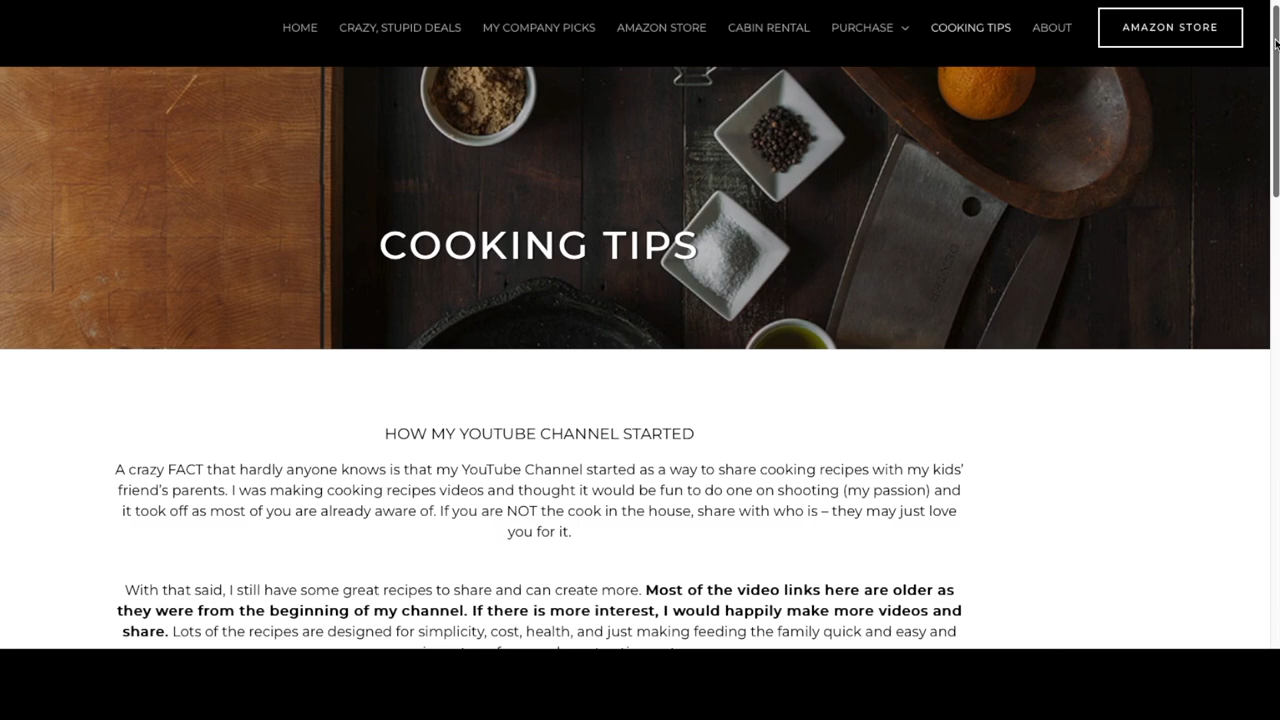 HOME CRAZY, STUPID DEALS MY COMPANY PICKS AMAZON STORE CABIN RENTAL PURCHASE COOKING TIPS ABOUT AMAZON STORE
COOKING TIPS
HOW MY YOUTUBE CHANNEL STARTED
A crazy FACT that hardly anyone knows is that my YouTube Channel started as a way to share cooking recipes with my kids’
friend’s parents. I was making cooking recipes videos and thought it would be fun to do one on shooting (my passion) and
it took off as most of you are already aware of. If you are NOT the cook in the house, share with who is – they may just love
you for it.
With that said, I still have some great recipes to share and can create more. Most of the video links here are older as
they were from the beginning of my channel. If there is more interest, I would happily make more videos and
share. Lots of the recipes are designed for simplicity, cost, health, and just making feeding the family quick and easy and